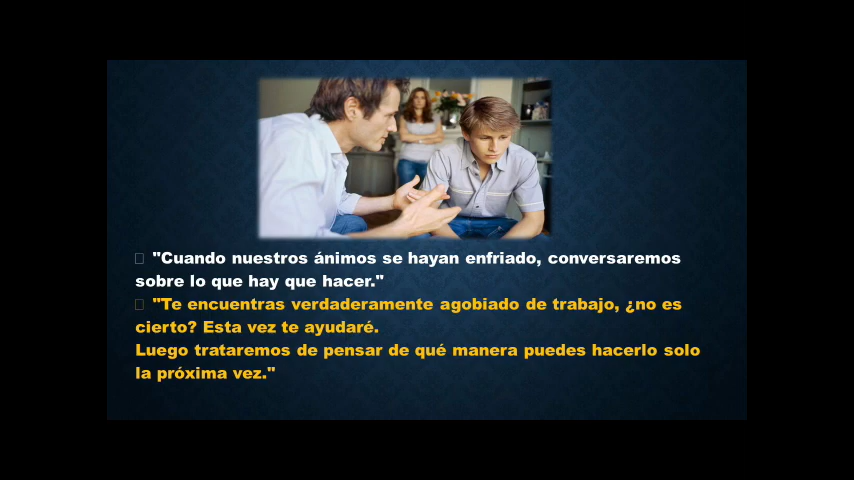 "Cuando nuestros ánimos se hayan enfriado, conversaremos
sobre lo que hay que hacer."
"Te encuentras verdaderamente agobiado de trabajo, ¿no es
cierto? Esta vez te ayudaré.
Luego trataremos de pensar de qué manera puedes hacerlo solo
la próxima vez."